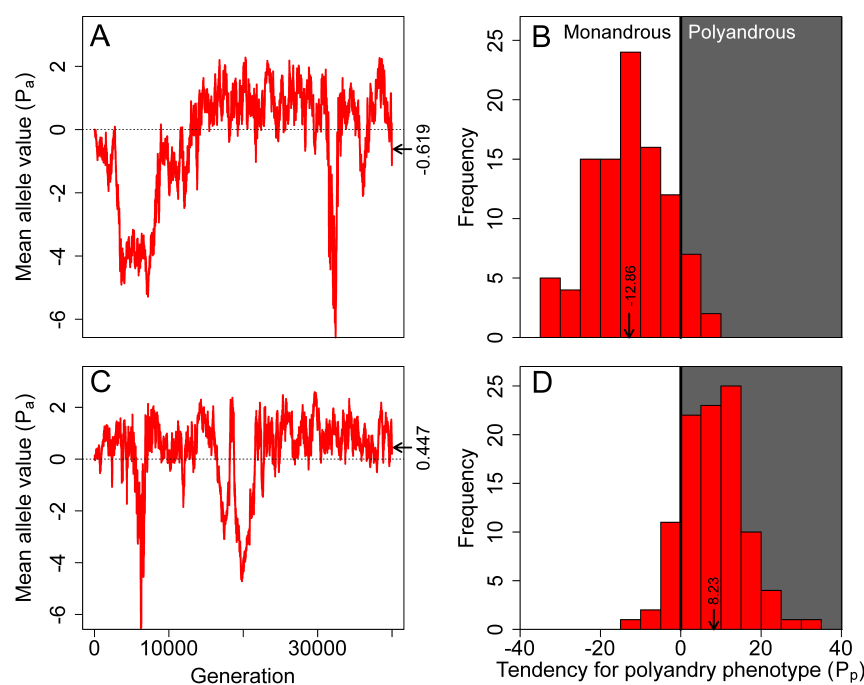 A
Mean allele value (Pa)
2
0
-2
-4
-6
-0.619
B
Monandrous
Polyandrous
Frequency
25
20
15
10
5
0
-12.86
C
Mean allele value (Pa)
2
0
-2
-4
-6
0.447
0
10000
30000
Generation
D
Frequency
25
20
15
10
5
0
8.23
-40
-20
0
20
40
Tendency for polyandry phenotype (Pp)